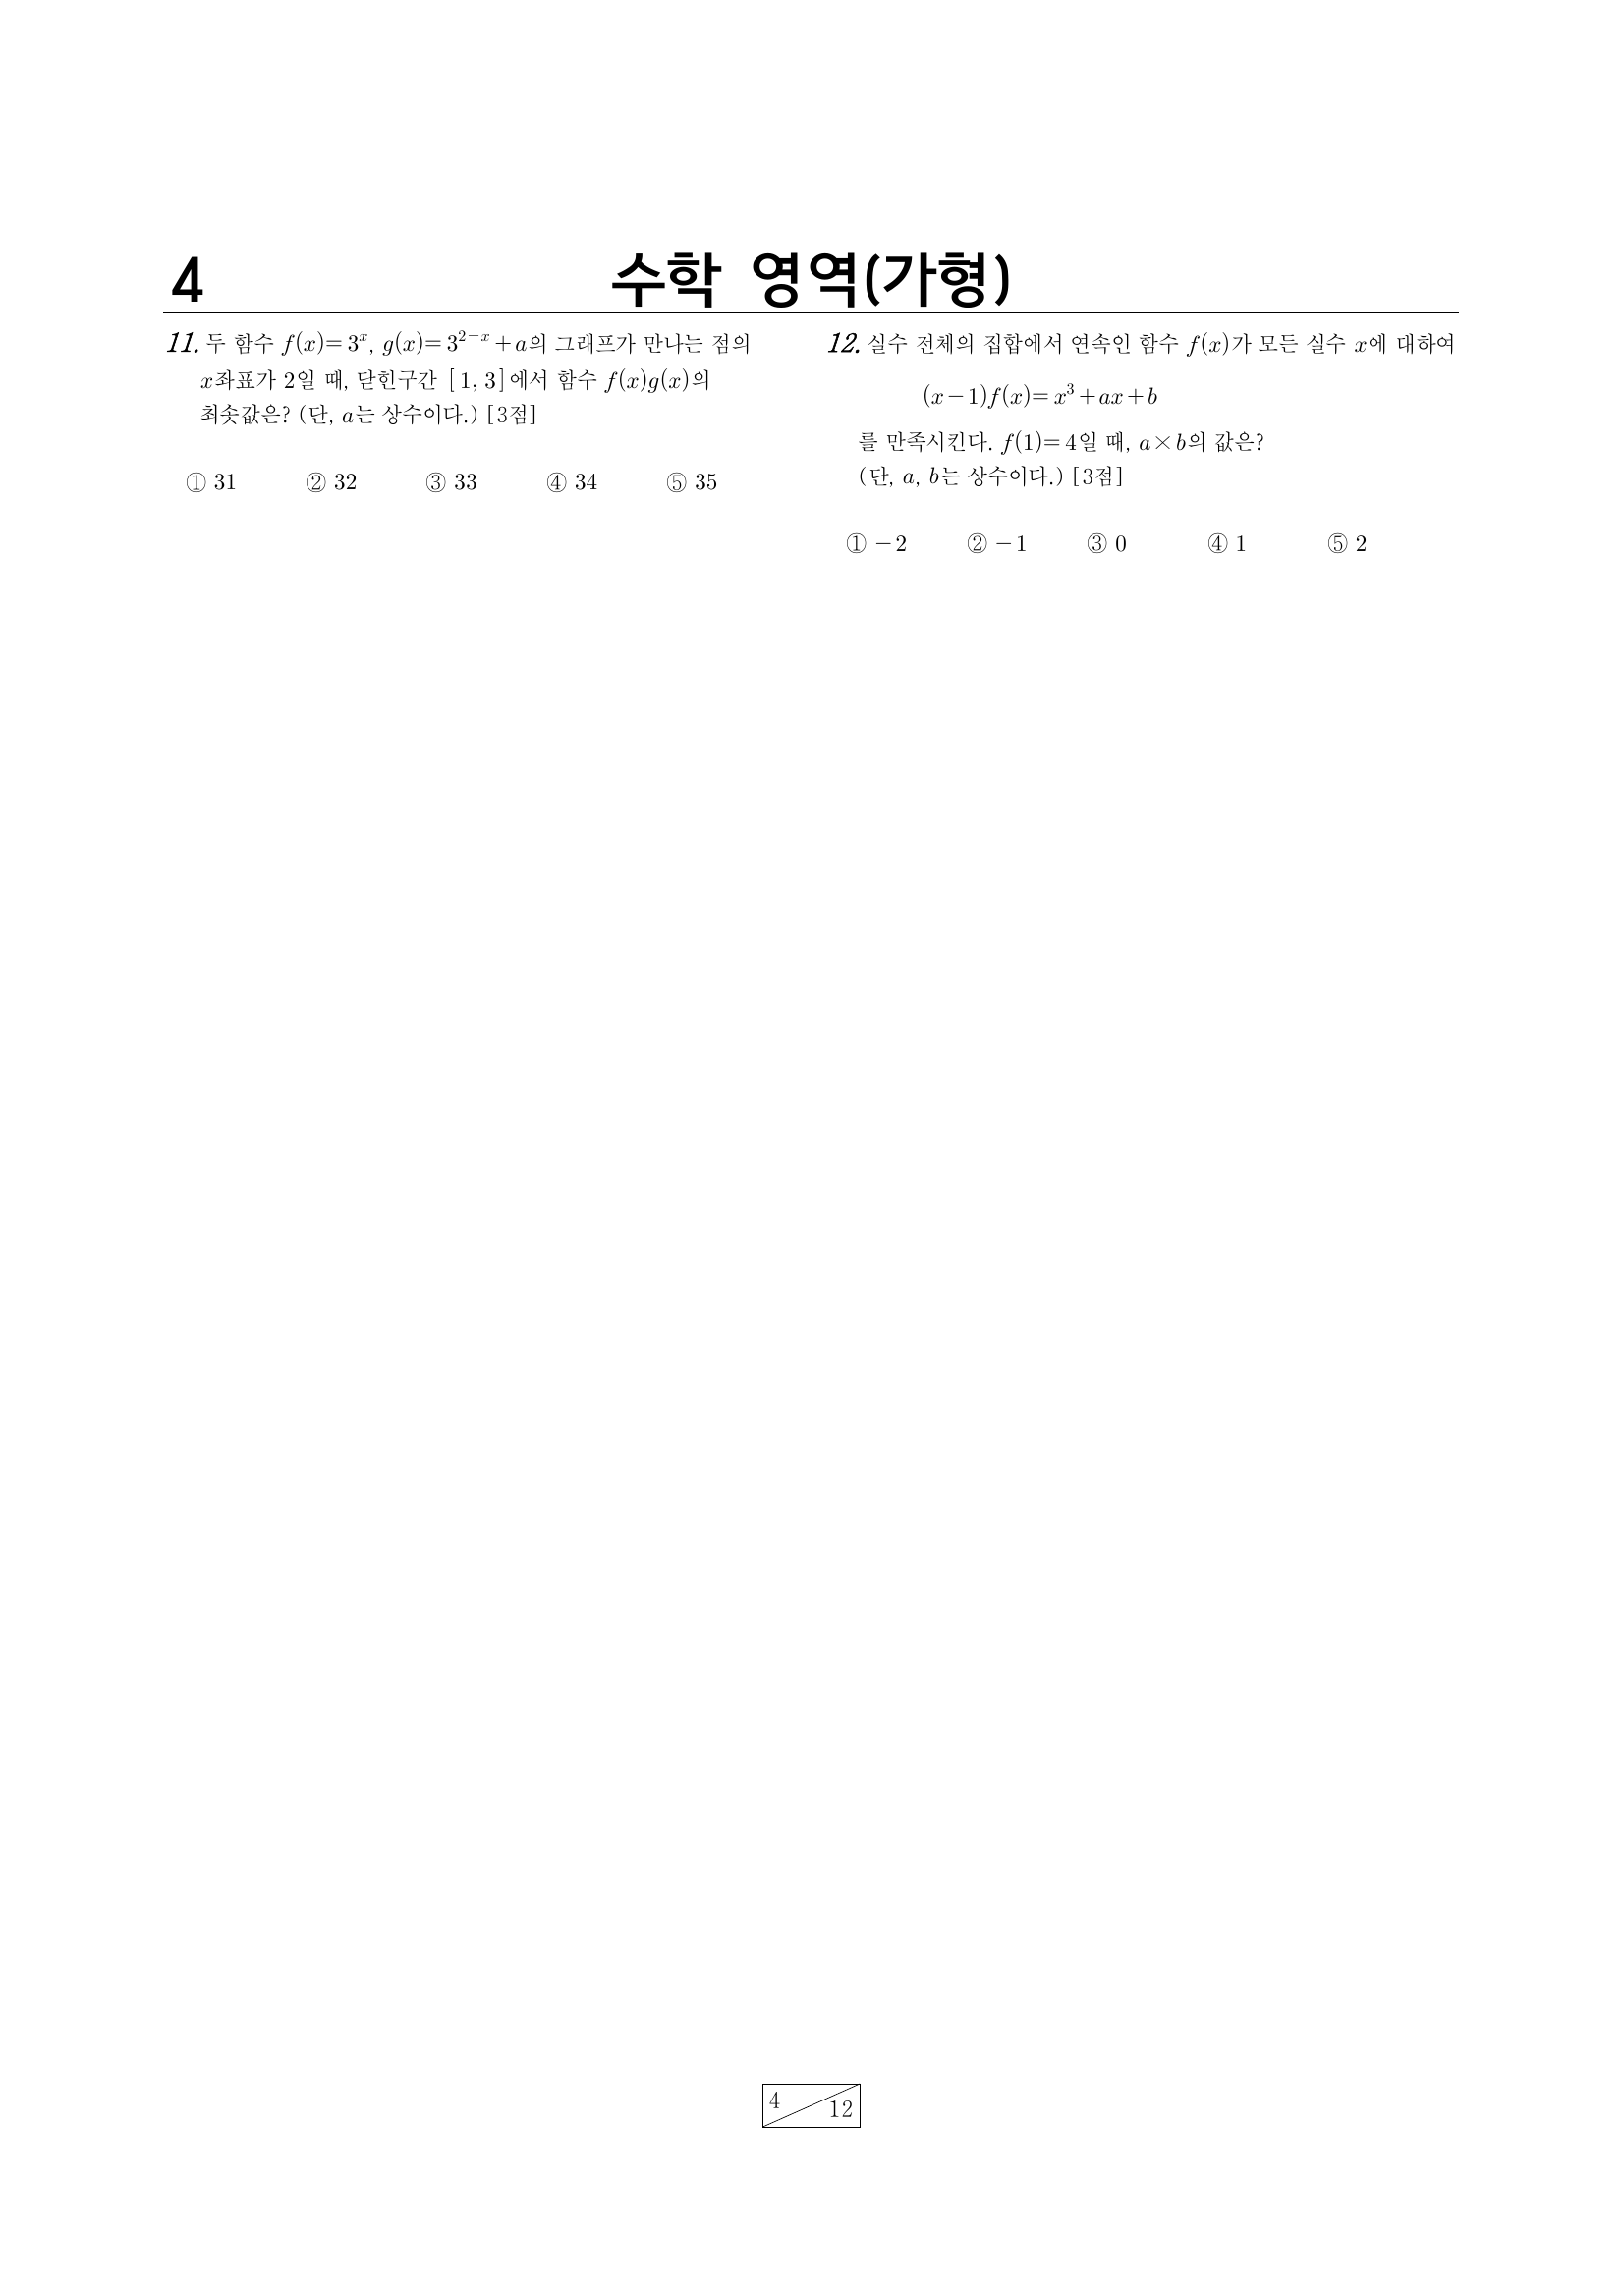 4
수학 영역(가형)
11. 두 함수 f(x)=3^x, g(x)=3^{2-x}+a의 그래프가 만나는 점의
x좌표가 2일 때, 닫힌구간 [1, 3]에서 함수 f(x)g(x)의
최솟값은? (단, a는 상수이다.) [3점]
① 31 ② 32 ③ 33 ④ 34 ⑤ 35
12. 실수 전체의 집합에서 연속인 함수 f(x)가 모든 실수 x에 대하여
(x-1)f(x)=x^3+ax+b
를 만족시킨다. f(1)=4일 때, a×b의 값은?
(단, a, b는 상수이다.) [3점]
① -2 ② -1 ③ 0 ④ 1 ⑤ 2
4
12